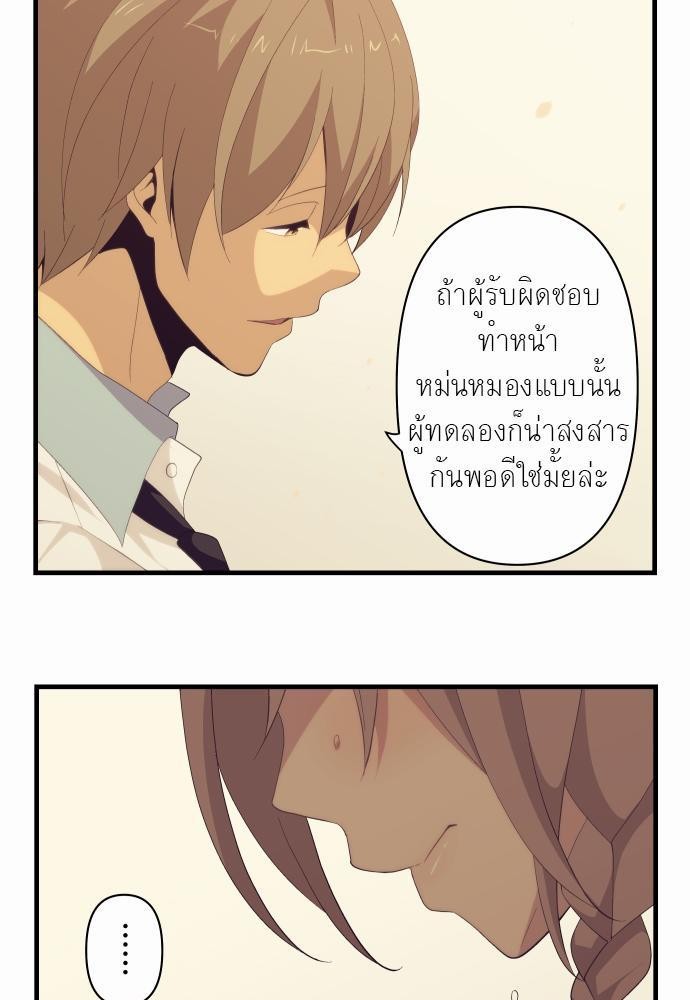 ถ้าผู้รับผิดชอบ
ทำหน้า
หม่นหมองแบบนั้น
ผู้ทดลองก็น่าสงสาร
กันพอดีใช่มั้ยล่ะ
......